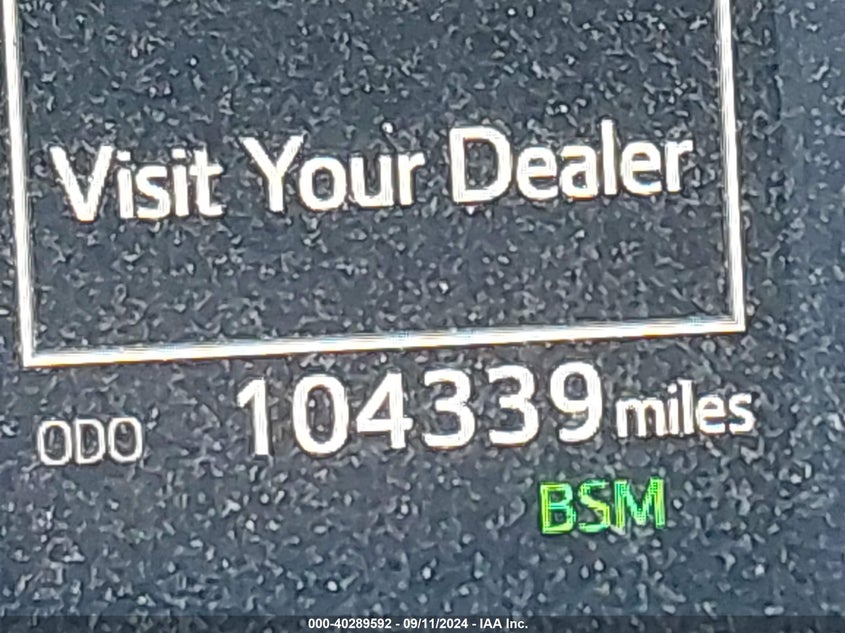 Visit Your Dealer
ODO 104339 miles
BSM
000-40289592 - 09/11/2024 - IAA Inc.